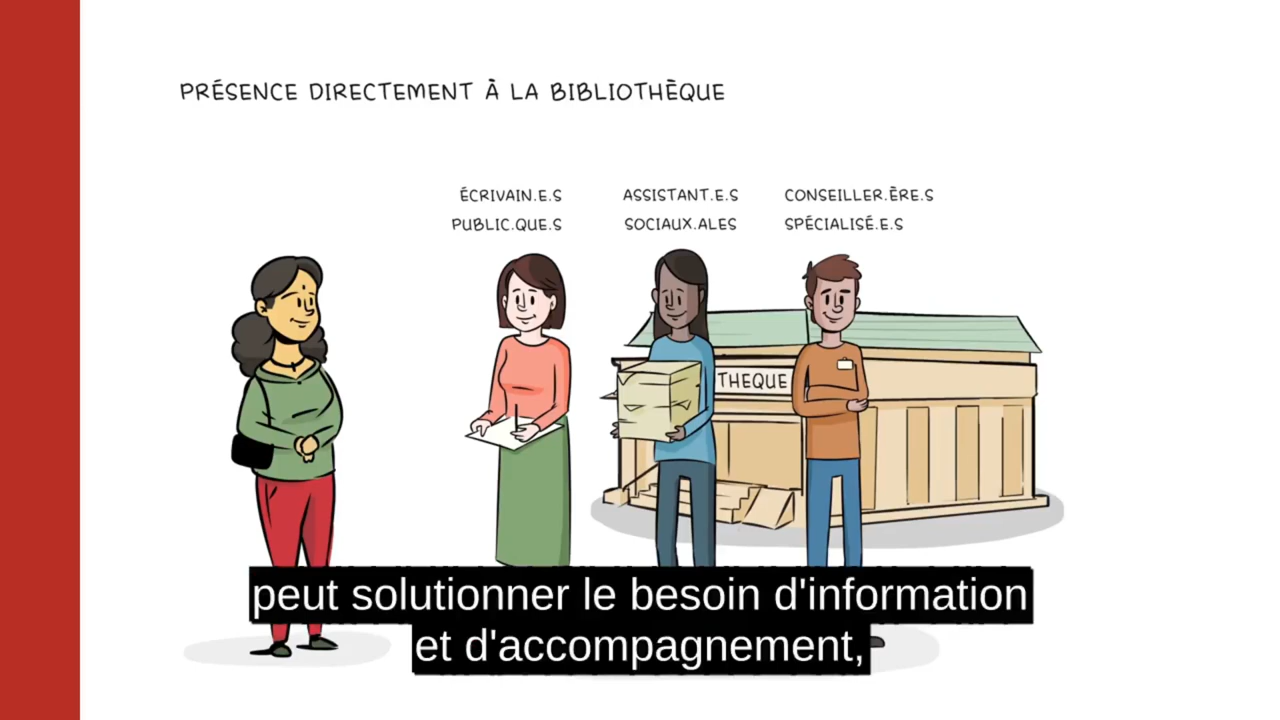 PRÉSENCE DIRECTEMENT À LA BIBLIOTHÈQUE
ÉCRIVAIN.E.S
PUBLIC.QUE.S
ASSISTANT.E.S
SOCIAUX.ALES
CONSEILLER.ÈRE.S
SPÉCIALISÉ.E.S
THEQUE
peut solutionner le besoin d'information
et d'accompagnement,